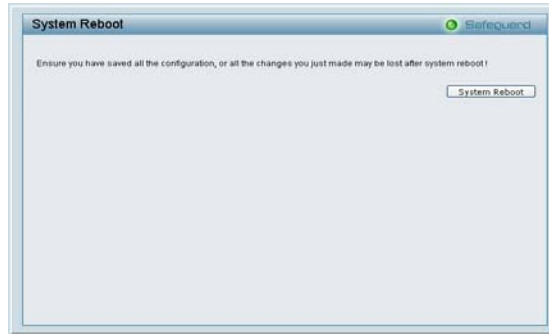 System Reboot
Safeguard
Ensure you have saved all the configuration, or all the changes you just made may be lost after system reboot!
System Reboot